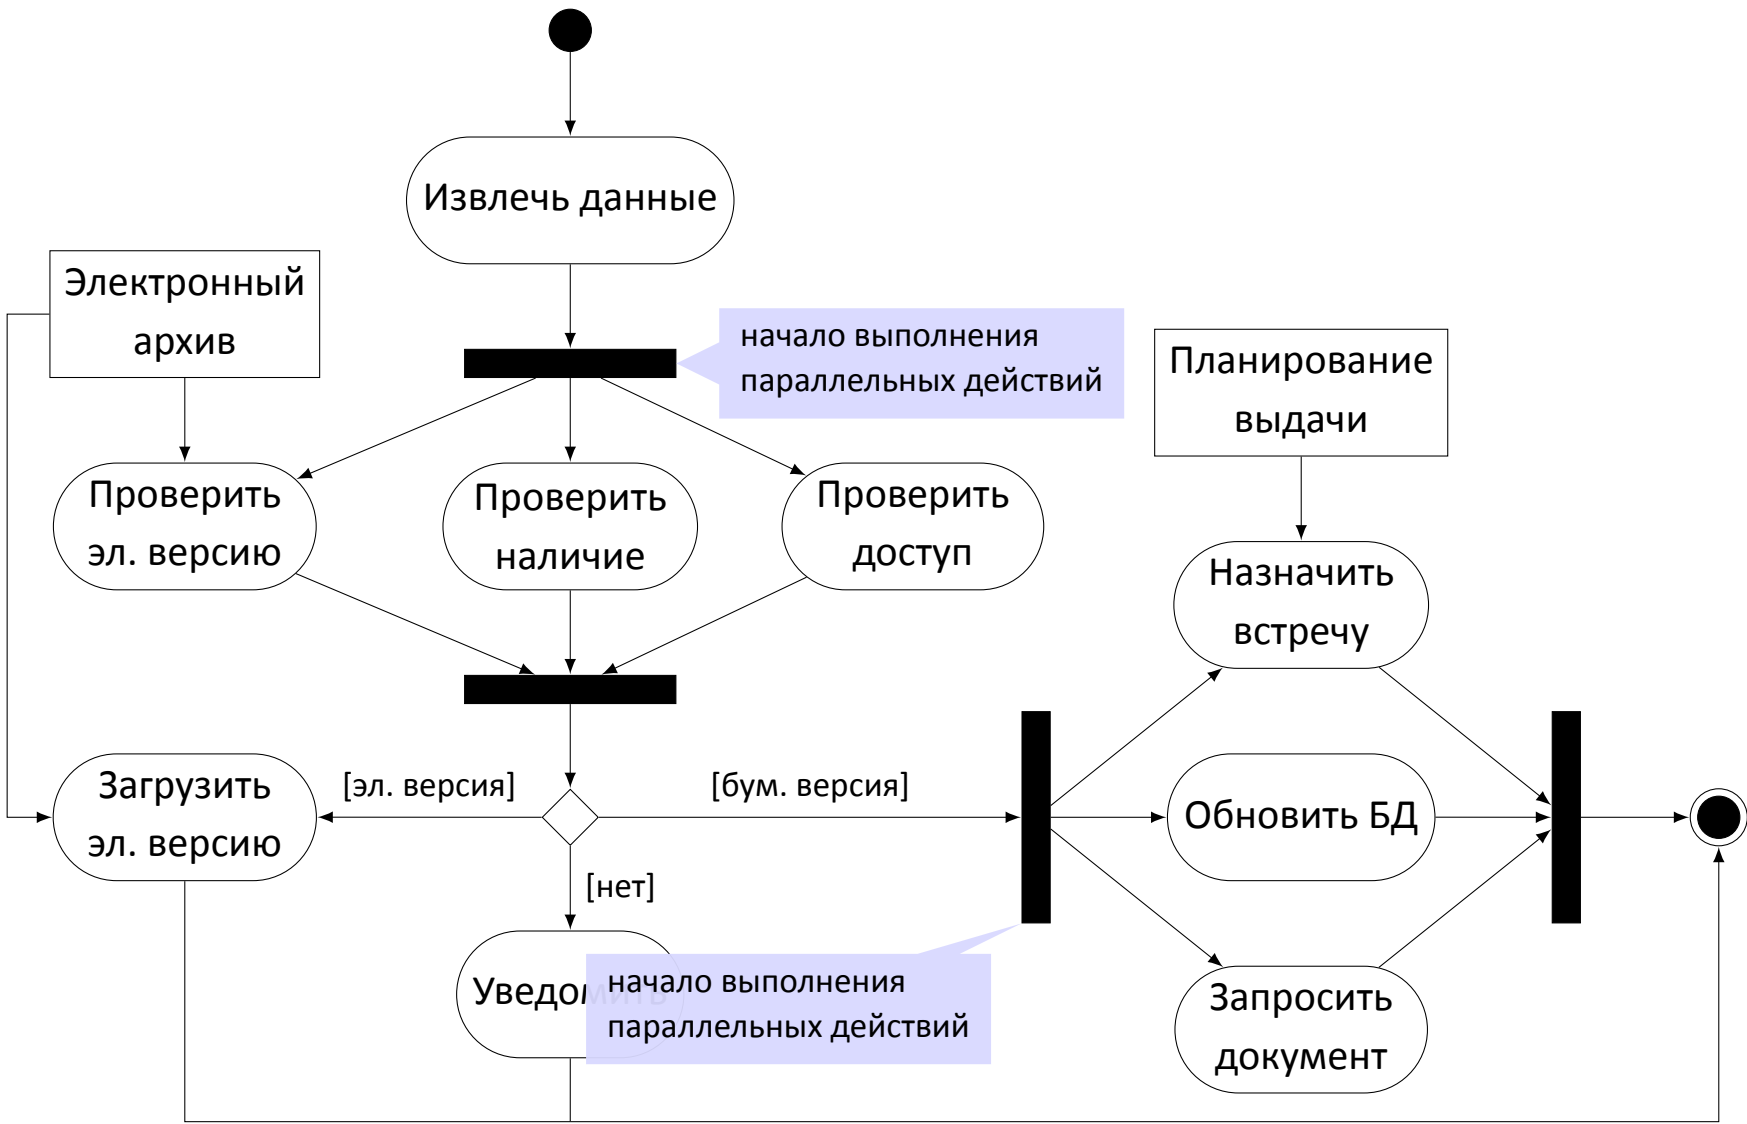 Извлечь данные
Электронный
архив
начало выполнения
параллельных действий
Планирование
выдачи
Проверить
эл. версию
Проверить
наличие
Проверить
доступ
Назначить
встречу
Загрузить
эл. версию
[эл. версия]
[бум. версия]
Обновить БД
[нет]
Уведомить
начало выполнения
параллельных действий
Запросить
документ